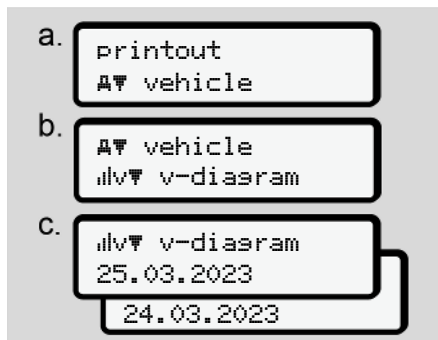 a.
printout
vehicle
b.
vehicle
v-diagram
c.
v-diagram
25.03.2023
24.03.2023